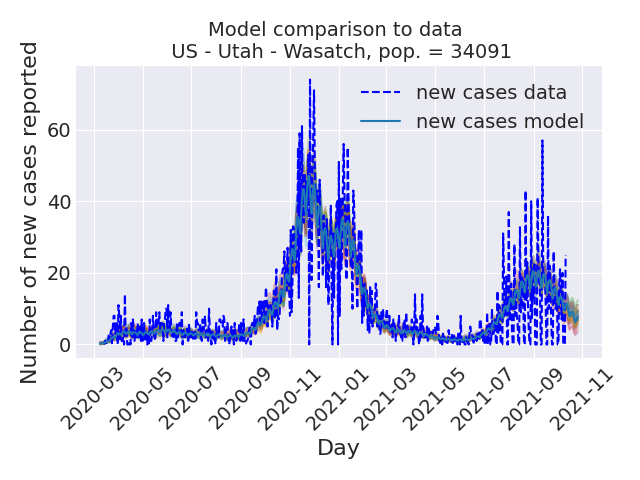 Model comparison to data
US - Utah - Wasatch, pop. = 34091
Number of new cases reported
60
40
20
0
new cases data
new cases model
2020-03
2020-05
2020-07
2020-09
2020-11
2021-01
2021-03
2021-05
2021-07
2021-09
2021-11
Day